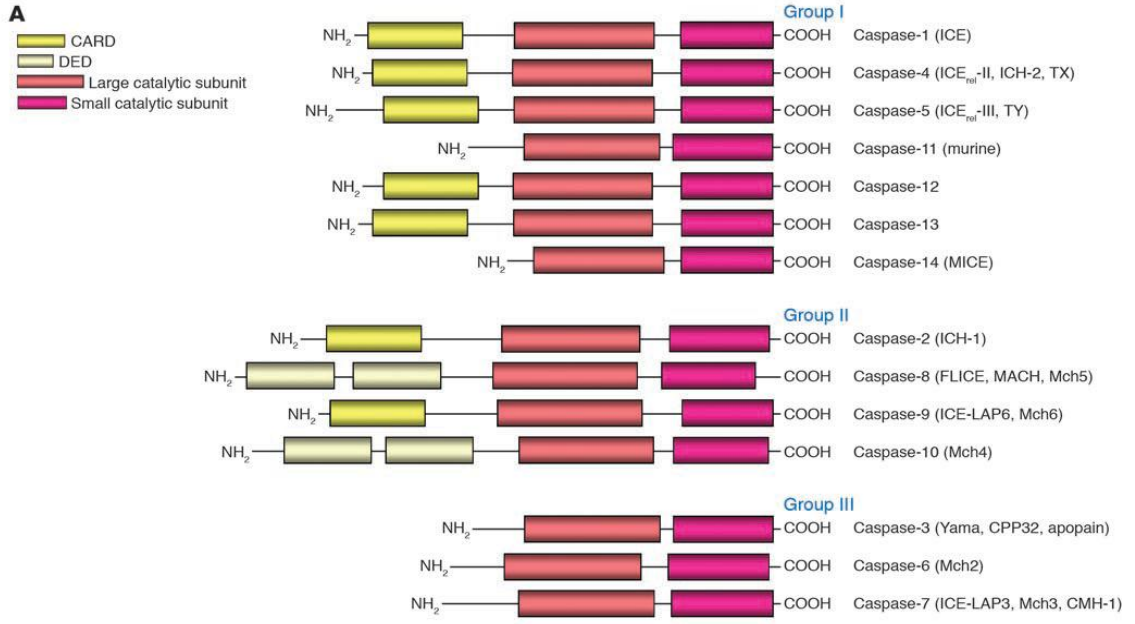 A
CARD
DED
Large catalytic subunit
Small catalytic subunit
Group I
NH2 COOH Caspase-1 (ICE)
NH2 COOH Caspase-4 (ICErel-II, ICH-2, TX)
NH2 COOH Caspase-5 (ICErel-III, TY)
NH2 COOH Caspase-11 (murine)
NH2 COOH Caspase-12
NH2 COOH Caspase-13
NH2 COOH Caspase-14 (MICE)
Group II
NH2 COOH Caspase-2 (ICH-1)
NH2 COOH Caspase-8 (FLICE, MACH, Mch5)
NH2 COOH Caspase-9 (ICE-LAP6, Mch6)
NH2 COOH Caspase-10 (Mch4)
Group III
NH2 COOH Caspase-3 (Yama, CPP32, apopain)
NH2 COOH Caspase-6 (Mch2)
NH2 COOH Caspase-7 (ICE-LAP3, Mch3, CMH-1)